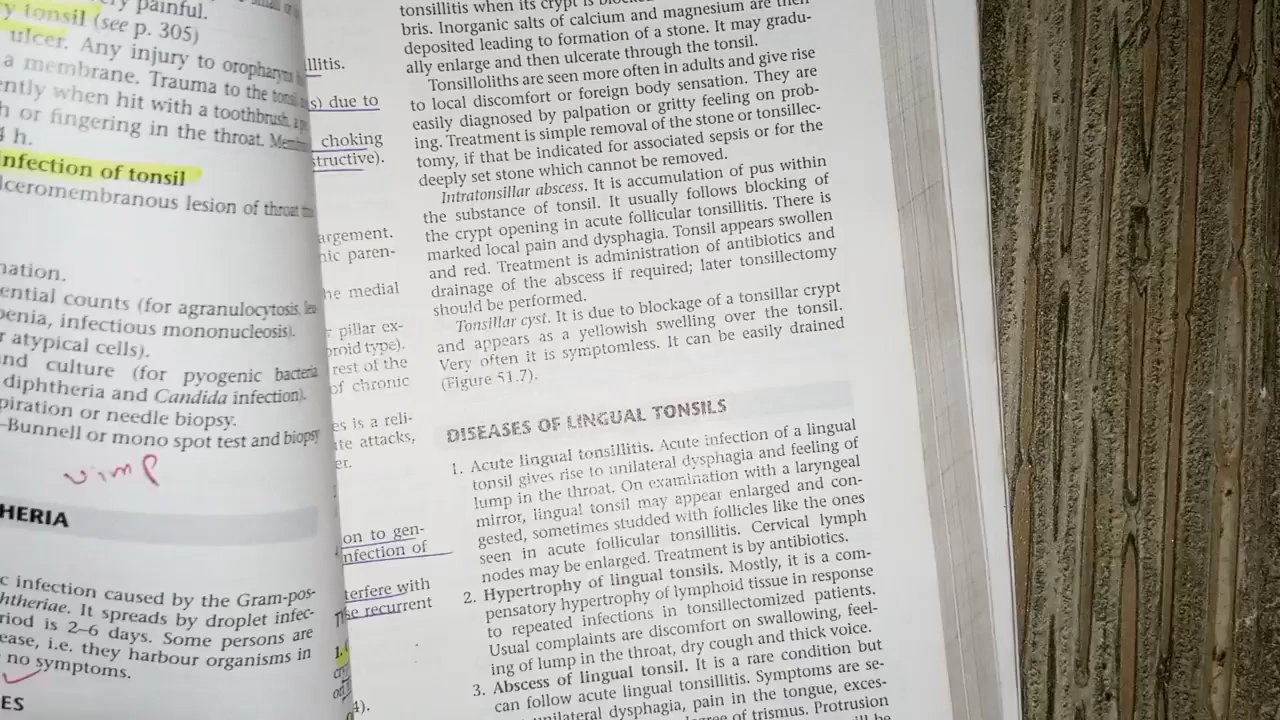 painful.
y tonsil (see p. 305)
ulcer. Any injury to oropharynx
a membrane. Trauma to the tonsil
ently when hit with a toothbrush, a
h or fingering in the throat.
4 h.
nfection of tonsil
lceromembranous lesion of throat
nation.
ential counts (for agranulocytosis,
penia, infectious mononucleosis).
r atypical cells).
nd culture (for pyogenic bacteria
diphtheria and Candida infection).
piration or needle biopsy.
-Bunnell or mono spot test and biopsy
v.imp
HERIA
c infection caused by the Gram-pos-
htheriae. It spreads by droplet infec-
riod is 2–6 days. Some persons are
ease, i.e. they harbour organisms in
no symptoms.
ES
llitis.
s) due to
choking
structive).
argement.
nic paren-
he medial
r pillar ex-
oroid type).
rest of the
of chronic
es is a reli-
te attacks,
er.
on to gen-
nfection of
terfere with
se recurrent
1.
4).
tonsillitis when its crypt is
bris. Inorganic salts of calcium and magnesium are then
deposited leading to formation of a stone. It may gradu-
ally enlarge and then ulcerate through the tonsil.
Tonsilloliths are seen more often in adults and give rise
to local discomfort or foreign body sensation. They are
easily diagnosed by palpation or gritty feeling on prob-
ing. Treatment is simple removal of the stone or tonsillec-
tomy, if that be indicated for associated sepsis or for the
deeply set stone which cannot be removed.
Intratonsillar abscess. It is accumulation of pus within
the substance of tonsil. It usually follows blocking of
the crypt opening in acute follicular tonsillitis. There is
marked local pain and dysphagia. Tonsil appears swollen
and red. Treatment is administration of antibiotics and
drainage of the abscess if required; later tonsillectomy
should be performed.
Tonsillar cyst. It is due to blockage of a tonsillar crypt
and appears as a yellowish swelling over the tonsil.
Very often it is symptomless. It can be easily drained
(Figure 51.7).
DISEASES OF LINGUAL TONSILS
1. Acute lingual tonsillitis. Acute infection of a lingual
tonsil gives rise to unilateral dysphagia and feeling of
lump in the throat. On examination with a laryngeal
mirror, lingual tonsil may appear enlarged and con-
gested, sometimes studded with follicles like the ones
seen in acute follicular tonsillitis. Cervical lymph
nodes may be enlarged. Treatment is by antibiotics.
2. Hypertrophy of lingual tonsils. Mostly, it is a com-
pensatory hypertrophy of lymphoid tissue in response
to repeated infections in tonsillectomized patients.
Usual complaints are discomfort on swallowing, feel-
ing of lump in the throat, dry cough and thick voice.
3. Abscess of lingual tonsil. It is a rare condition but
can follow acute lingual tonsillitis. Symptoms are se-
unilateral dysphagia, pain in the tongue, exces-
of trismus. Protrusion